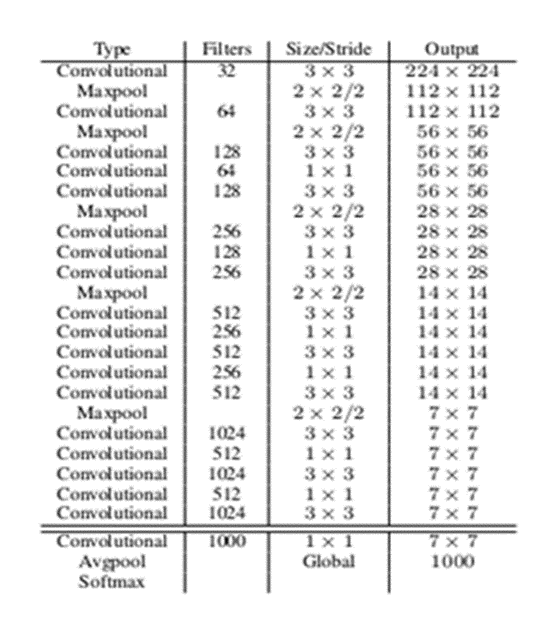 Type Filters Size/Stride Output
Convolutional 32 3 × 3 224 × 224
Maxpool 2 × 2/2 112 × 112
Convolutional 64 3 × 3 112 × 112
Maxpool 2 × 2/2 56 × 56
Convolutional 128 3 × 3 56 × 56
Convolutional 64 1 × 1 56 × 56
Convolutional 128 3 × 3 56 × 56
Maxpool 2 × 2/2 28 × 28
Convolutional 256 3 × 3 28 × 28
Convolutional 128 1 × 1 28 × 28
Convolutional 256 3 × 3 28 × 28
Maxpool 2 × 2/2 14 × 14
Convolutional 512 3 × 3 14 × 14
Convolutional 256 1 × 1 14 × 14
Convolutional 512 3 × 3 14 × 14
Convolutional 256 1 × 1 14 × 14
Convolutional 512 3 × 3 14 × 14
Maxpool 2 × 2/2 7 × 7
Convolutional 1024 3 × 3 7 × 7
Convolutional 512 1 × 1 7 × 7
Convolutional 1024 3 × 3 7 × 7
Convolutional 512 1 × 1 7 × 7
Convolutional 1024 3 × 3 7 × 7
Convolutional 1000 1 × 1 7 × 7
Avgpool Global 1000
Softmax